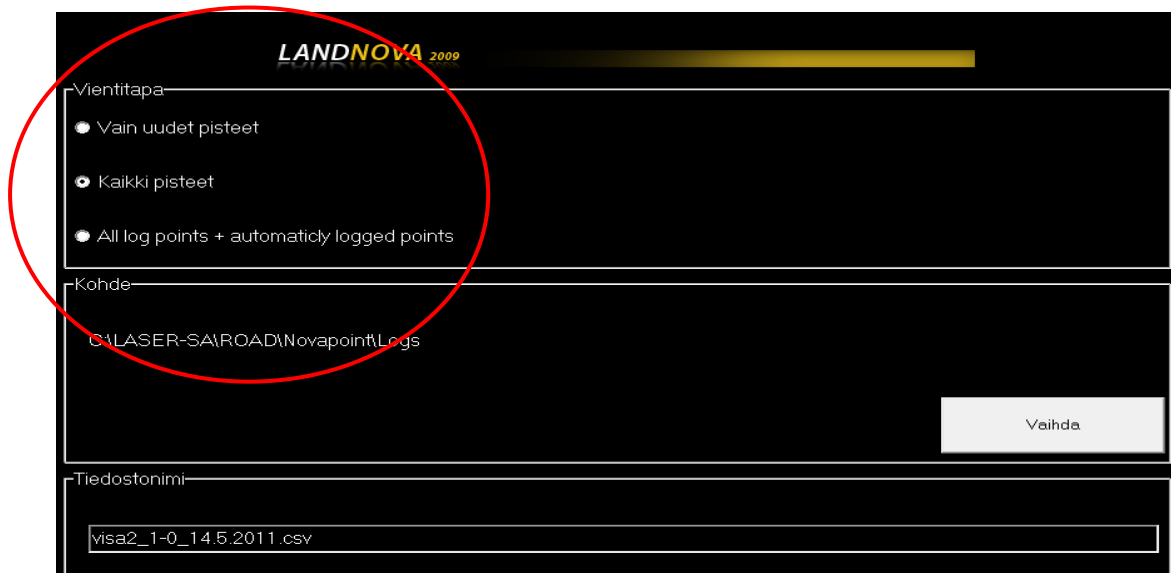 LANDNOVA 2009
Vientitapa
Vain uudet pisteet
Kaikki pisteet
All log points + automaticly logged points
Kohde
C:\LASER-SA\ROAD\Novapoint\Logs
Vaihda
Tiedostonimi
visa2_1-0_14.5.2011.csv